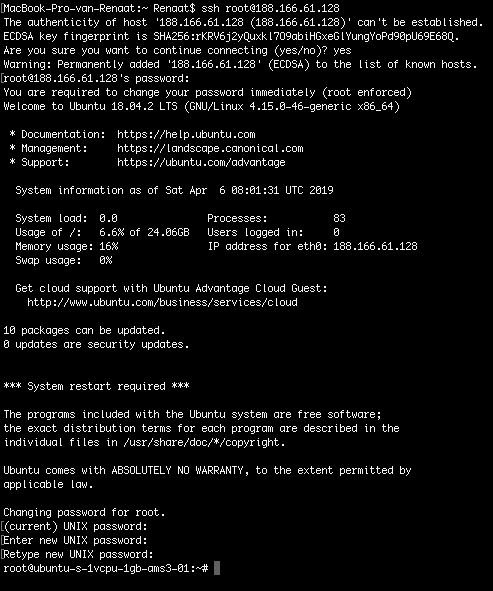 [MacBook-Pro-van-Renaat:~ Renaat$ ssh root@188.166.61.128
The authenticity of host '188.166.61.128 (188.166.61.128)' can't be established.
ECDSA key fingerprint is SHA256:rKRV6j2yQuxkl7O9abiHGxeGlYungYoPd90pU69E68Q.
Are you sure you want to continue connecting (yes/no)? yes
Warning: Permanently added '188.166.61.128' (ECDSA) to the list of known hosts.
[root@188.166.61.128's password:
You are required to change your password immediately (root enforced)
Welcome to Ubuntu 18.04.2 LTS (GNU/Linux 4.15.0-46-generic x86_64)
* Documentation:  https://help.ubuntu.com
* Management:     https://landscape.canonical.com
* Support:        https://ubuntu.com/advantage
System information as of Sat Apr  6 08:01:31 UTC 2019
System load:  0.0               Processes:           83
Usage of /:   6.6% of 24.06GB   Users logged in:     0
Memory usage: 16%               IP address for eth0: 188.166.61.128
Swap usage:   0%
Get cloud support with Ubuntu Advantage Cloud Guest:
http://www.ubuntu.com/business/services/cloud
10 packages can be updated.
0 updates are security updates.
*** System restart required ***
The programs included with the Ubuntu system are free software;
the exact distribution terms for each program are described in the
individual files in /usr/share/doc/*/copyright.
Ubuntu comes with ABSOLUTELY NO WARRANTY, to the extent permitted by
applicable law.
Changing password for root.
[(current) UNIX password:
[Enter new UNIX password:
[Retype new UNIX password:
root@ubuntu-s-1vcpu-1gb-ams3-01:~#